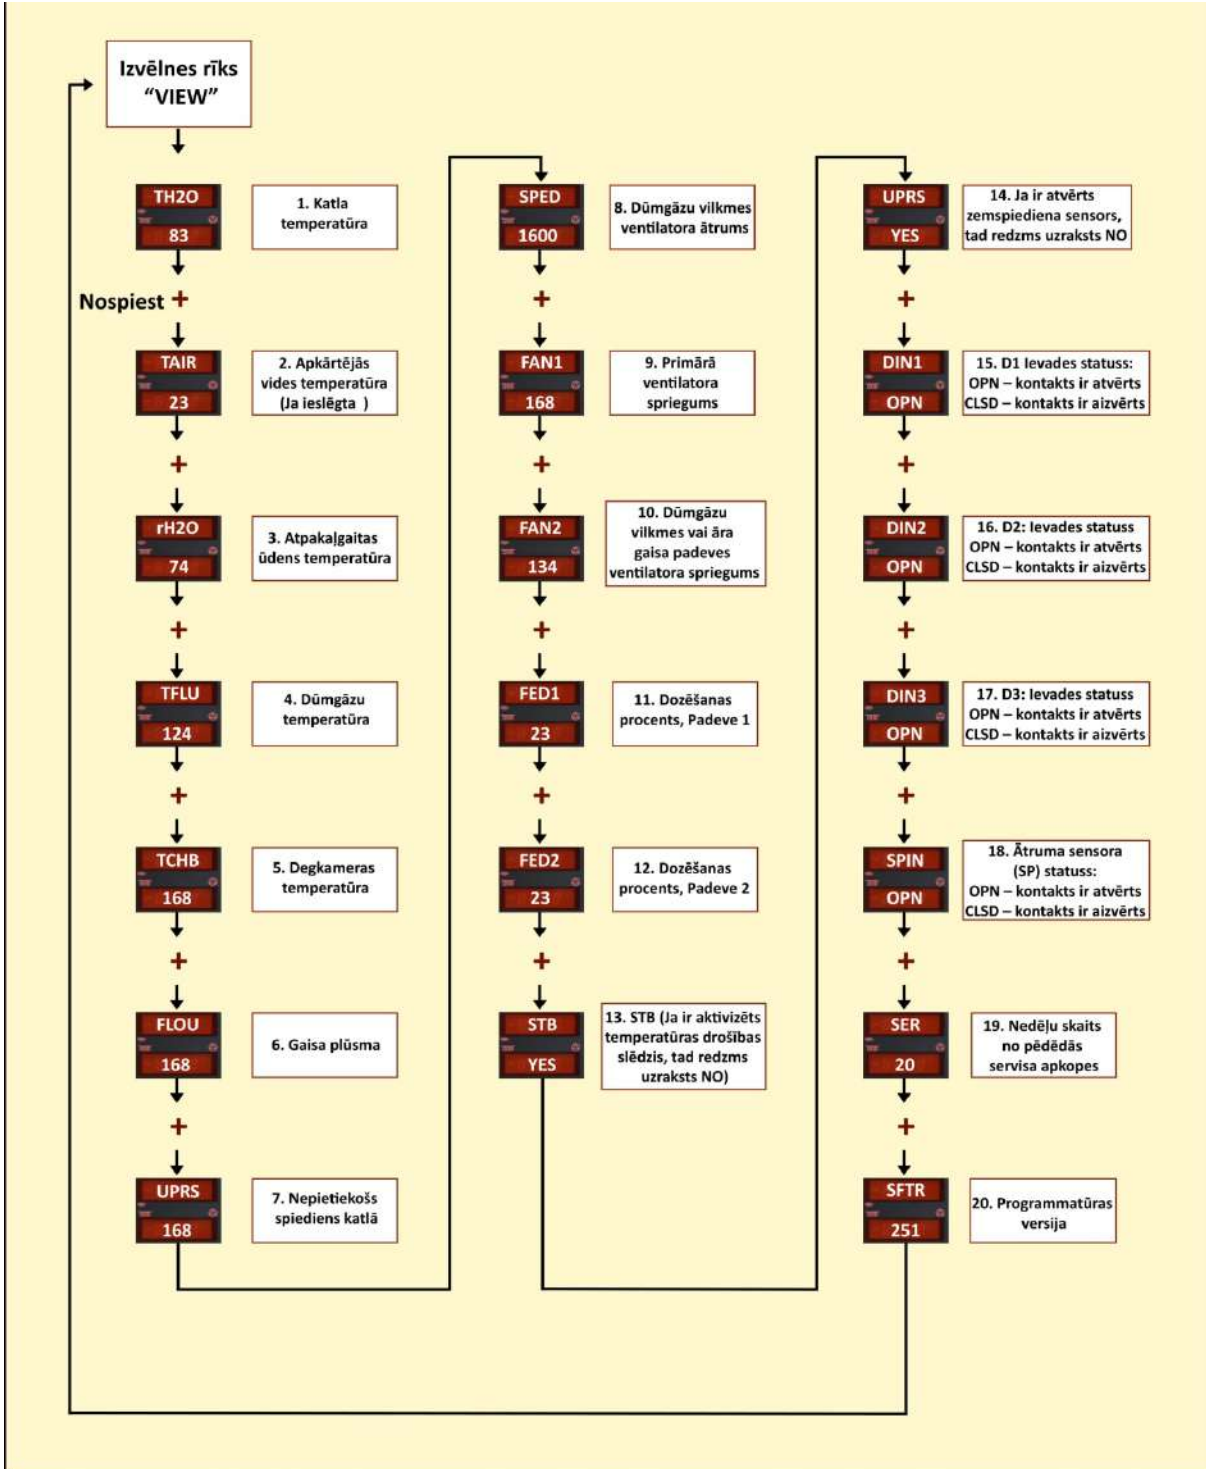 Izvēlnes rīks
“VIEW”
TH2O
83
1. Katla
temperatūra
Nospiest +
TAIR
23
2. Apkārtējās
vides temperatūra
(Ja ieslēgta )
+
rH2O
74
3. Atpakaļgaitas
ūdens temperatūra
+
TFLU
124
4. Dūmgāzu
temperatūra
+
TCHB
168
5. Degkameras
temperatūra
+
FLOU
168
6. Gaisa plūsma
+
UPRS
168
7. Nepietiekošs
spiediens katlā
SPED
1600
8. Dūmgāzu vilkmes
ventilatora ātrums
+
FAN1
168
9. Primārā
ventilatora
spriegums
+
FAN2
134
10. Dūmgāzu
vilkmes vai āra
gaisa padeves
ventilatora spriegums
+
FED1
23
11. Dozēšanas
procents, Padeve 1
+
FED2
23
12. Dozēšanas
procents, Padeve 2
+
STB
YES
13. STB (Ja ir aktivizēts
temperatūras drošības
slēdzis, tad redzms
uzraksts NO)
UPRS
YES
14. Ja ir atvērts
zemspiediena sensors,
tad redzms uzraksts NO
+
DIN1
OPN
15. D1 Ievades statuss:
OPN – kontakts ir atvērts
CLSD – kontakts ir aizvērts
+
DIN2
OPN
16. D2: Ievades statuss
OPN – kontakts ir atvērts
CLSD – kontakts ir aizvērts
+
DIN3
OPN
17. D3: Ievades statuss
OPN – kontakts ir atvērts
CLSD – kontakts ir aizvērts
+
SPIN
OPN
18. Ātruma sensora
(SP) statuss:
OPN – kontakts ir atvērts
CLSD – kontakts ir aizvērts
+
SER
20
19. Nedēļu skaits
no pēdēdās
servisa apkopes
+
SFTR
251
20. Programmatūras
versija